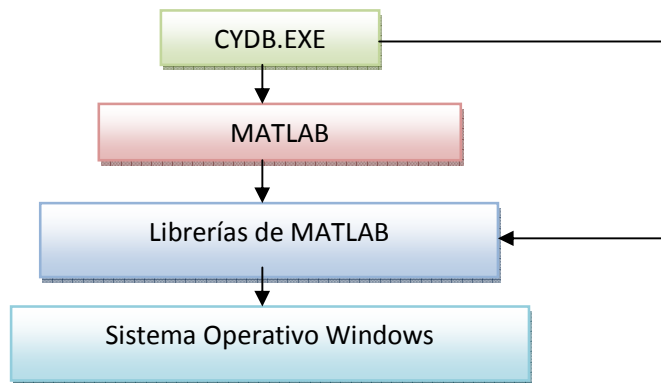 CYDB.EXE
MATLAB
Librerías de MATLAB
Sistema Operativo Windows